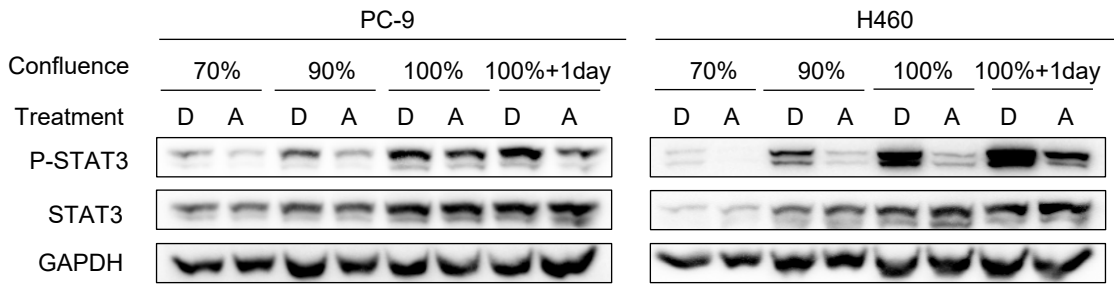 PC-9 H460
Confluence 70% 90% 100% 100%+1day 70% 90% 100% 100%+1day
Treatment D A D A D A D A D A D A D A D A
P-STAT3
STAT3
GAPDH